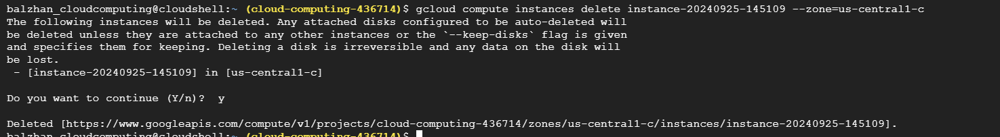 balzhan_cloudcomputing@cloudshell:~ (cloud-computing-436714)$ gcloud compute instances delete instance-20240925-145109 --zone=us-central1-c
The following instances will be deleted. Any attached disks configured to be auto-deleted will
be deleted unless they are attached to any other instances or the `--keep-disks` flag is given
and specifies them for keeping. Deleting a disk is irreversible and any data on the disk will
be lost.
 - [instance-20240925-145109] in [us-central1-c]
Do you want to continue (Y/n)?  y
Deleted [https://www.googleapis.com/compute/v1/projects/cloud-computing-436714/zones/us-central1-c/instances/instance-20240925-145109].
balzhan_cloudcomputing@cloudshell:~ (cloud-computing-436714)$